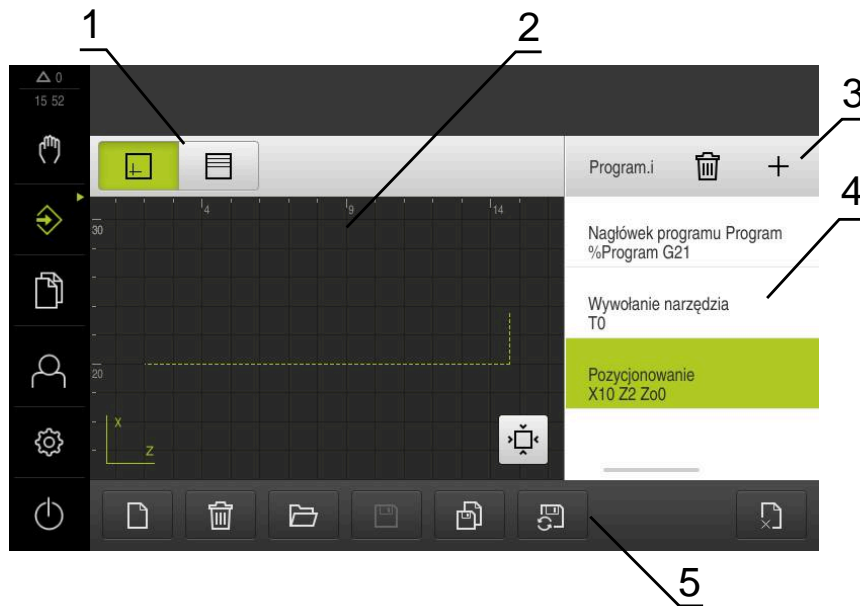 1
2
3
4
5
0
15 52
Program.i
4
9
14
30
20
X
Z
Nagłówek programu Program
%Program G21
Wywołanie narzędzia
T0
Pozycjonowanie
X10 Z2 Zo0